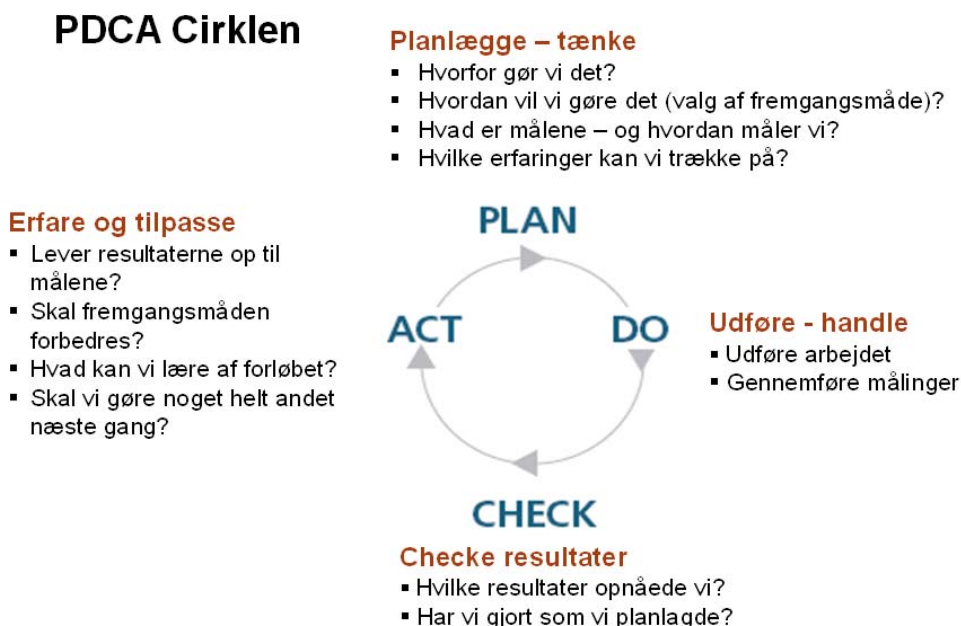 PDCA Cirklen
Planlægge – tænke
▪ Hvorfor gør vi det?
▪ Hvordan vil vi gøre det (valg af fremgangsmåde)?
▪ Hvad er målene – og hvordan måler vi?
▪ Hvilke erfaringer kan vi trække på?
Erfare og tilpasse
▪ Lever resultaterne op til
målene?
▪ Skal fremgangsmåden
forbedres?
▪ Hvad kan vi lære af forløbet?
▪ Skal vi gøre noget helt andet
næste gang?
PLAN
ACT
DO
Udføre - handle
▪ Udføre arbejdet
▪ Gennemføre målinger
CHECK
Checke resultater
▪ Hvilke resultater opnåede vi?
▪ Har vi gjort som vi planlagde?